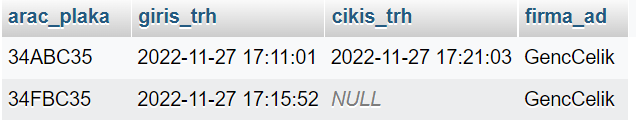 arac_plaka giris_trh cikis_trh firma_ad
34ABC35 2022-11-27 17:11:01 2022-11-27 17:21:03 GencCelik
34FBC35 2022-11-27 17:15:52 NULL GencCelik